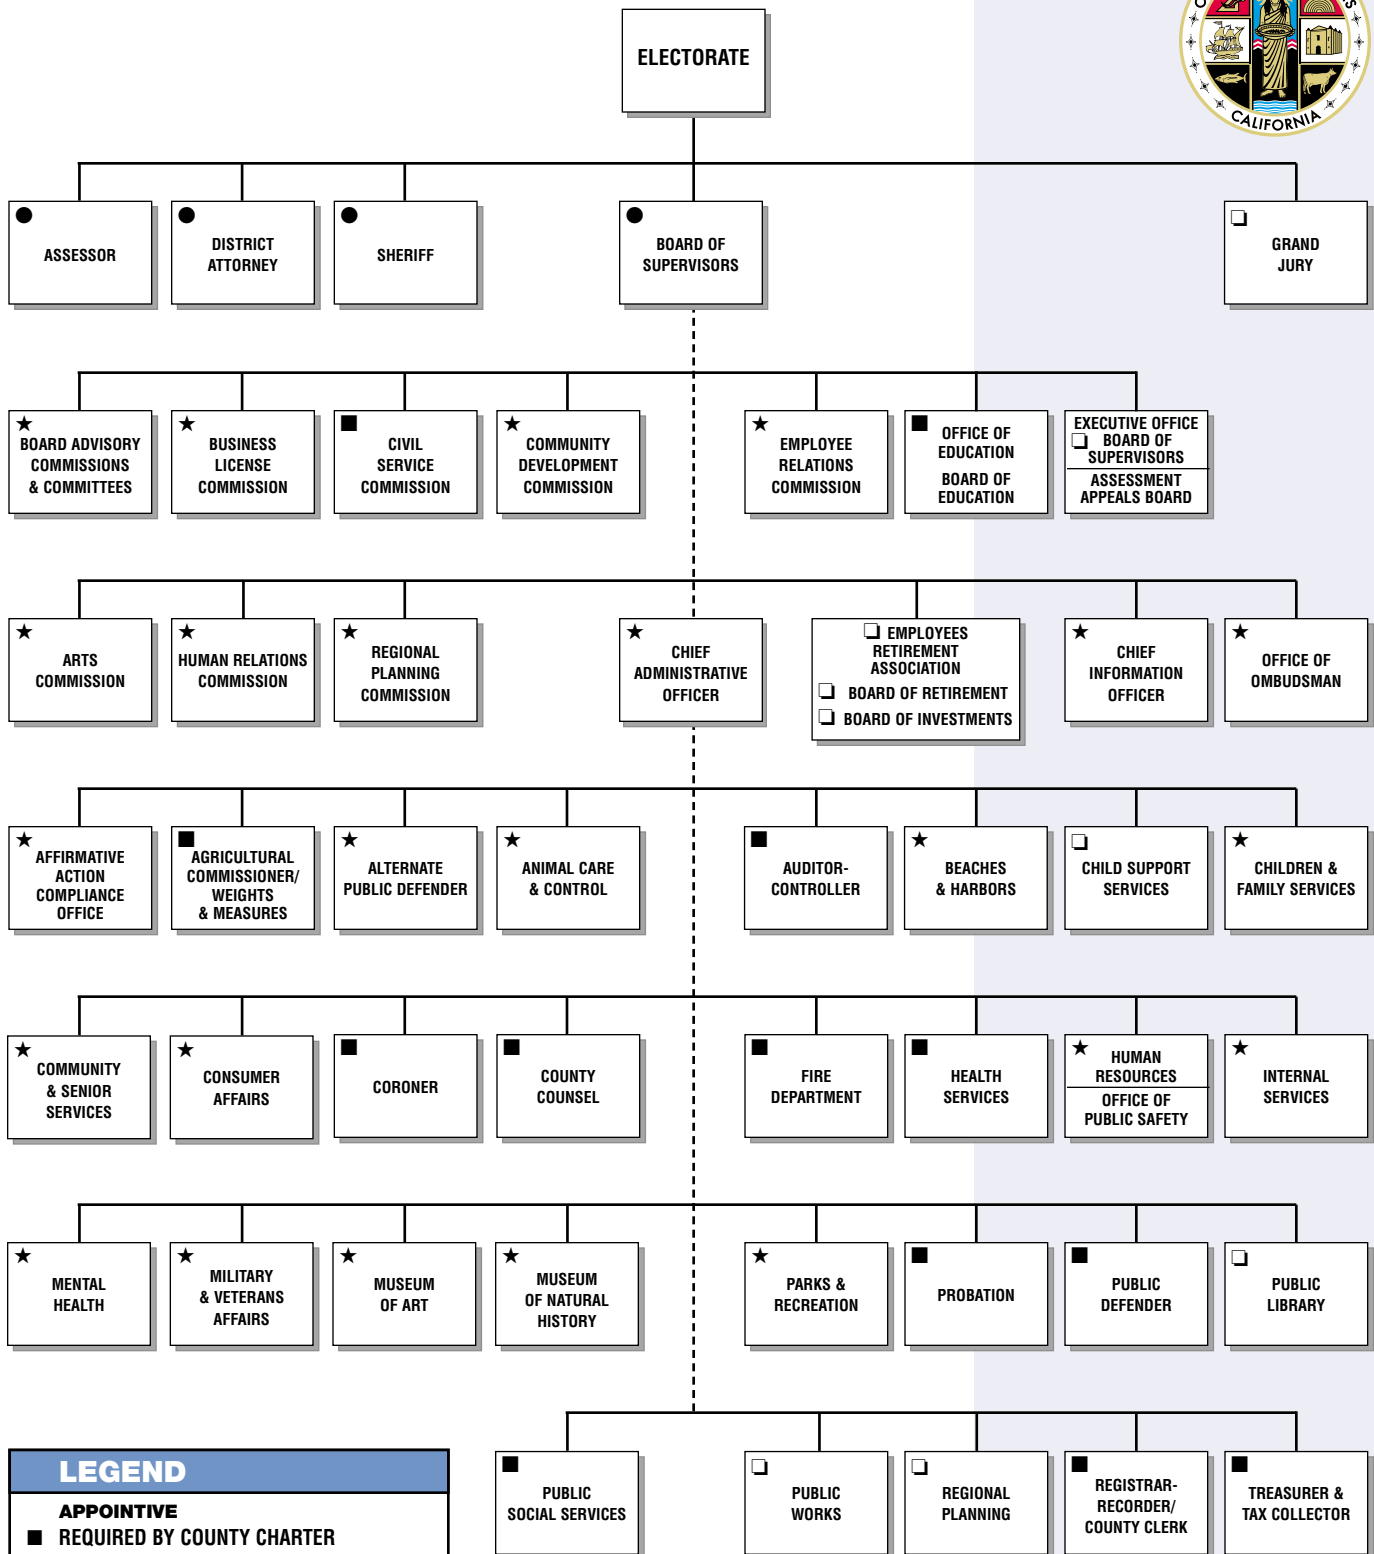 CALIFORNIA
ELECTORATE
ASSESSOR
DISTRICT
ATTORNEY
SHERIFF
BOARD OF
SUPERVISORS
GRAND
JURY
BOARD ADVISORY
COMMISSIONS
& COMMITTEES
BUSINESS
LICENSE
COMMISSION
CIVIL
SERVICE
COMMISSION
COMMUNITY
DEVELOPMENT
COMMISSION
EMPLOYEE
RELATIONS
COMMISSION
OFFICE OF
EDUCATION
BOARD OF
EDUCATION
EXECUTIVE OFFICE
BOARD OF
SUPERVISORS
ASSESSMENT
APPEALS BOARD
ARTS
COMMISSION
HUMAN RELATIONS
COMMISSION
REGIONAL
PLANNING
COMMISSION
CHIEF
ADMINISTRATIVE
OFFICER
EMPLOYEES
RETIREMENT
ASSOCIATION
BOARD OF RETIREMENT
BOARD OF INVESTMENTS
CHIEF
INFORMATION
OFFICER
OFFICE OF
OMBUDSMAN
AFFIRMATIVE
ACTION
COMPLIANCE
OFFICE
AGRICULTURAL
COMMISSIONER/
WEIGHTS
& MEASURES
ALTERNATE
PUBLIC DEFENDER
ANIMAL CARE
& CONTROL
AUDITOR-
CONTROLLER
BEACHES
& HARBORS
CHILD SUPPORT
SERVICES
CHILDREN &
FAMILY SERVICES
COMMUNITY
& SENIOR
SERVICES
CONSUMER
AFFAIRS
CORONER
COUNTY
COUNSEL
FIRE
DEPARTMENT
HEALTH
SERVICES
HUMAN
RESOURCES
OFFICE OF
PUBLIC SAFETY
INTERNAL
SERVICES
MENTAL
HEALTH
MILITARY
& VETERANS
AFFAIRS
MUSEUM
OF ART
MUSEUM
OF NATURAL
HISTORY
PARKS &
RECREATION
PROBATION
PUBLIC
DEFENDER
PUBLIC
LIBRARY
PUBLIC
SOCIAL SERVICES
PUBLIC
WORKS
REGIONAL
PLANNING
REGISTRAR-
RECORDER/
COUNTY CLERK
TREASURER &
TAX COLLECTOR
LEGEND
APPOINTIVE
REQUIRED BY COUNTY CHARTER